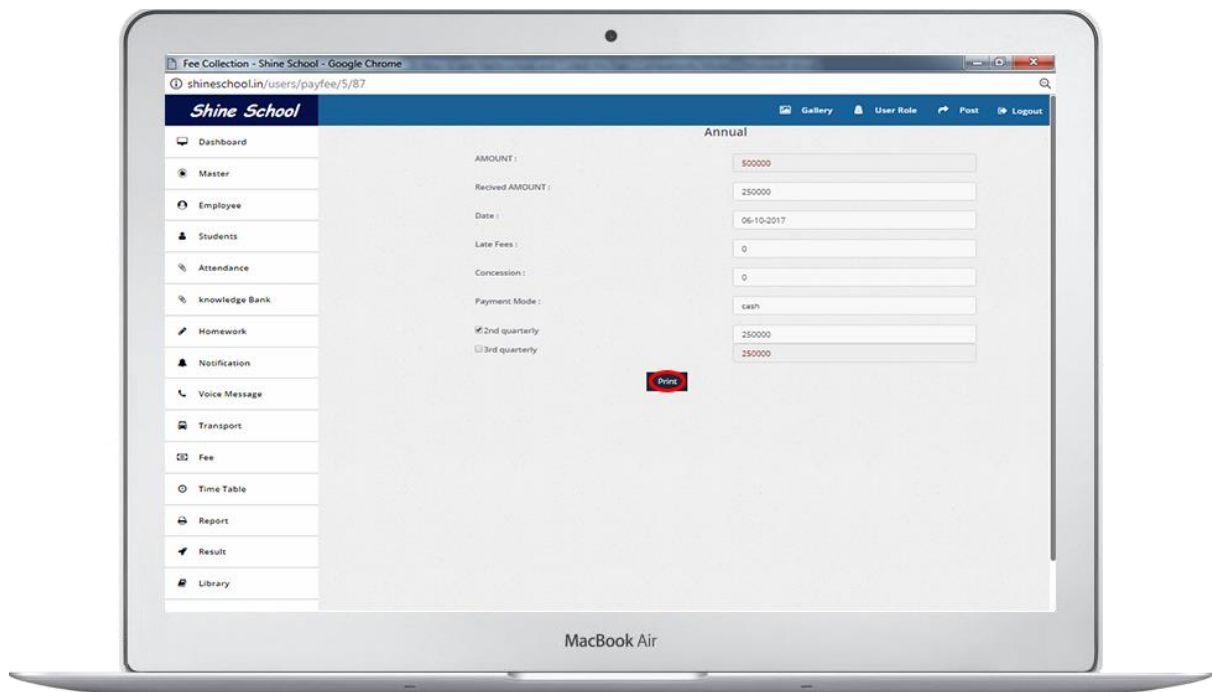 Fee Collection - Shine School - Google Chrome
shineschool.in/users/payfee/5/87
Shine School
Gallery User Role Post Logout
Annual
Dashboard
Master
Employee
Students
Attendance
knowledge Bank
Homework
Notification
Voice Message
Transport
Fee
Time Table
Report
Result
Library
AMOUNT : 500000
Recived AMOUNT : 250000
Date : 06-10-2017
Late Fees : 0
Concession : 0
Payment Mode : cash
2nd quarterly 250000
3rd quarterly 250000
Print
MacBook Air